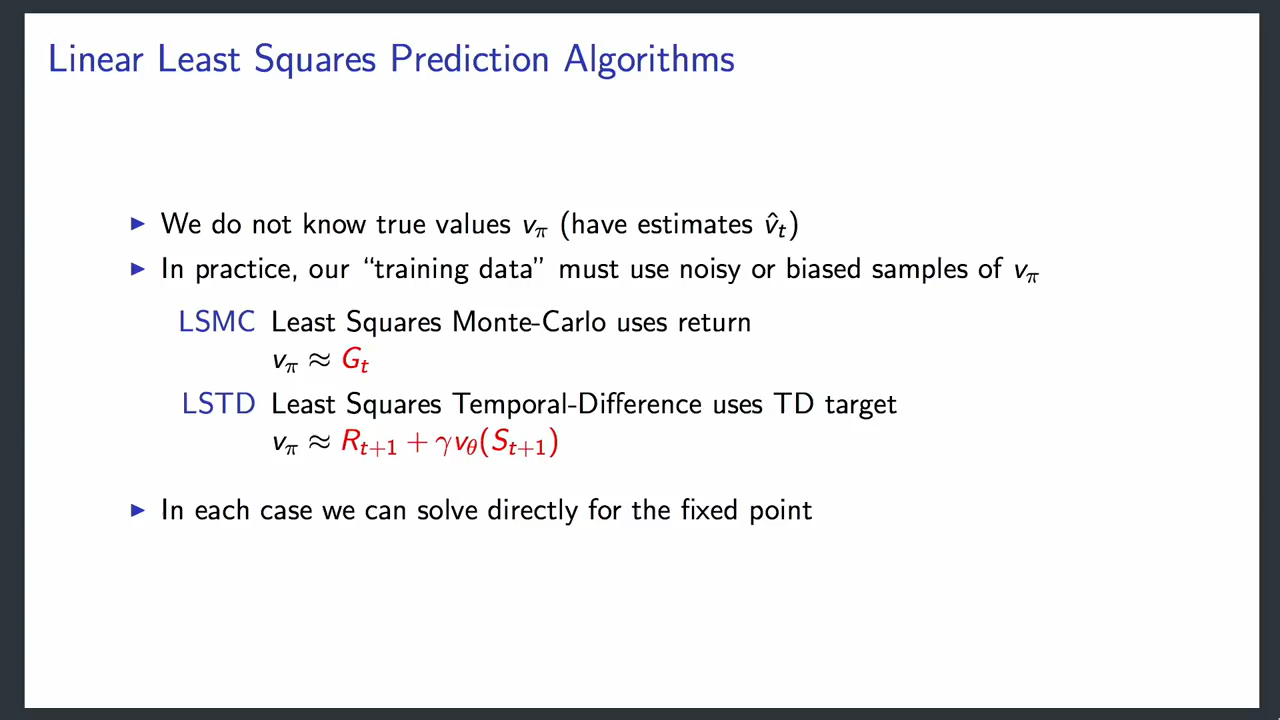 Linear Least Squares Prediction Algorithms
▶ We do not know true values v_π (have estimates v̂_t)
▶ In practice, our “training data” must use noisy or biased samples of v_π
LSMC Least Squares Monte-Carlo uses return
v_π ≈ G_t
LSTD Least Squares Temporal-Difference uses TD target
v_π ≈ R_{t+1} + γv_θ(S_{t+1})
▶ In each case we can solve directly for the fixed point